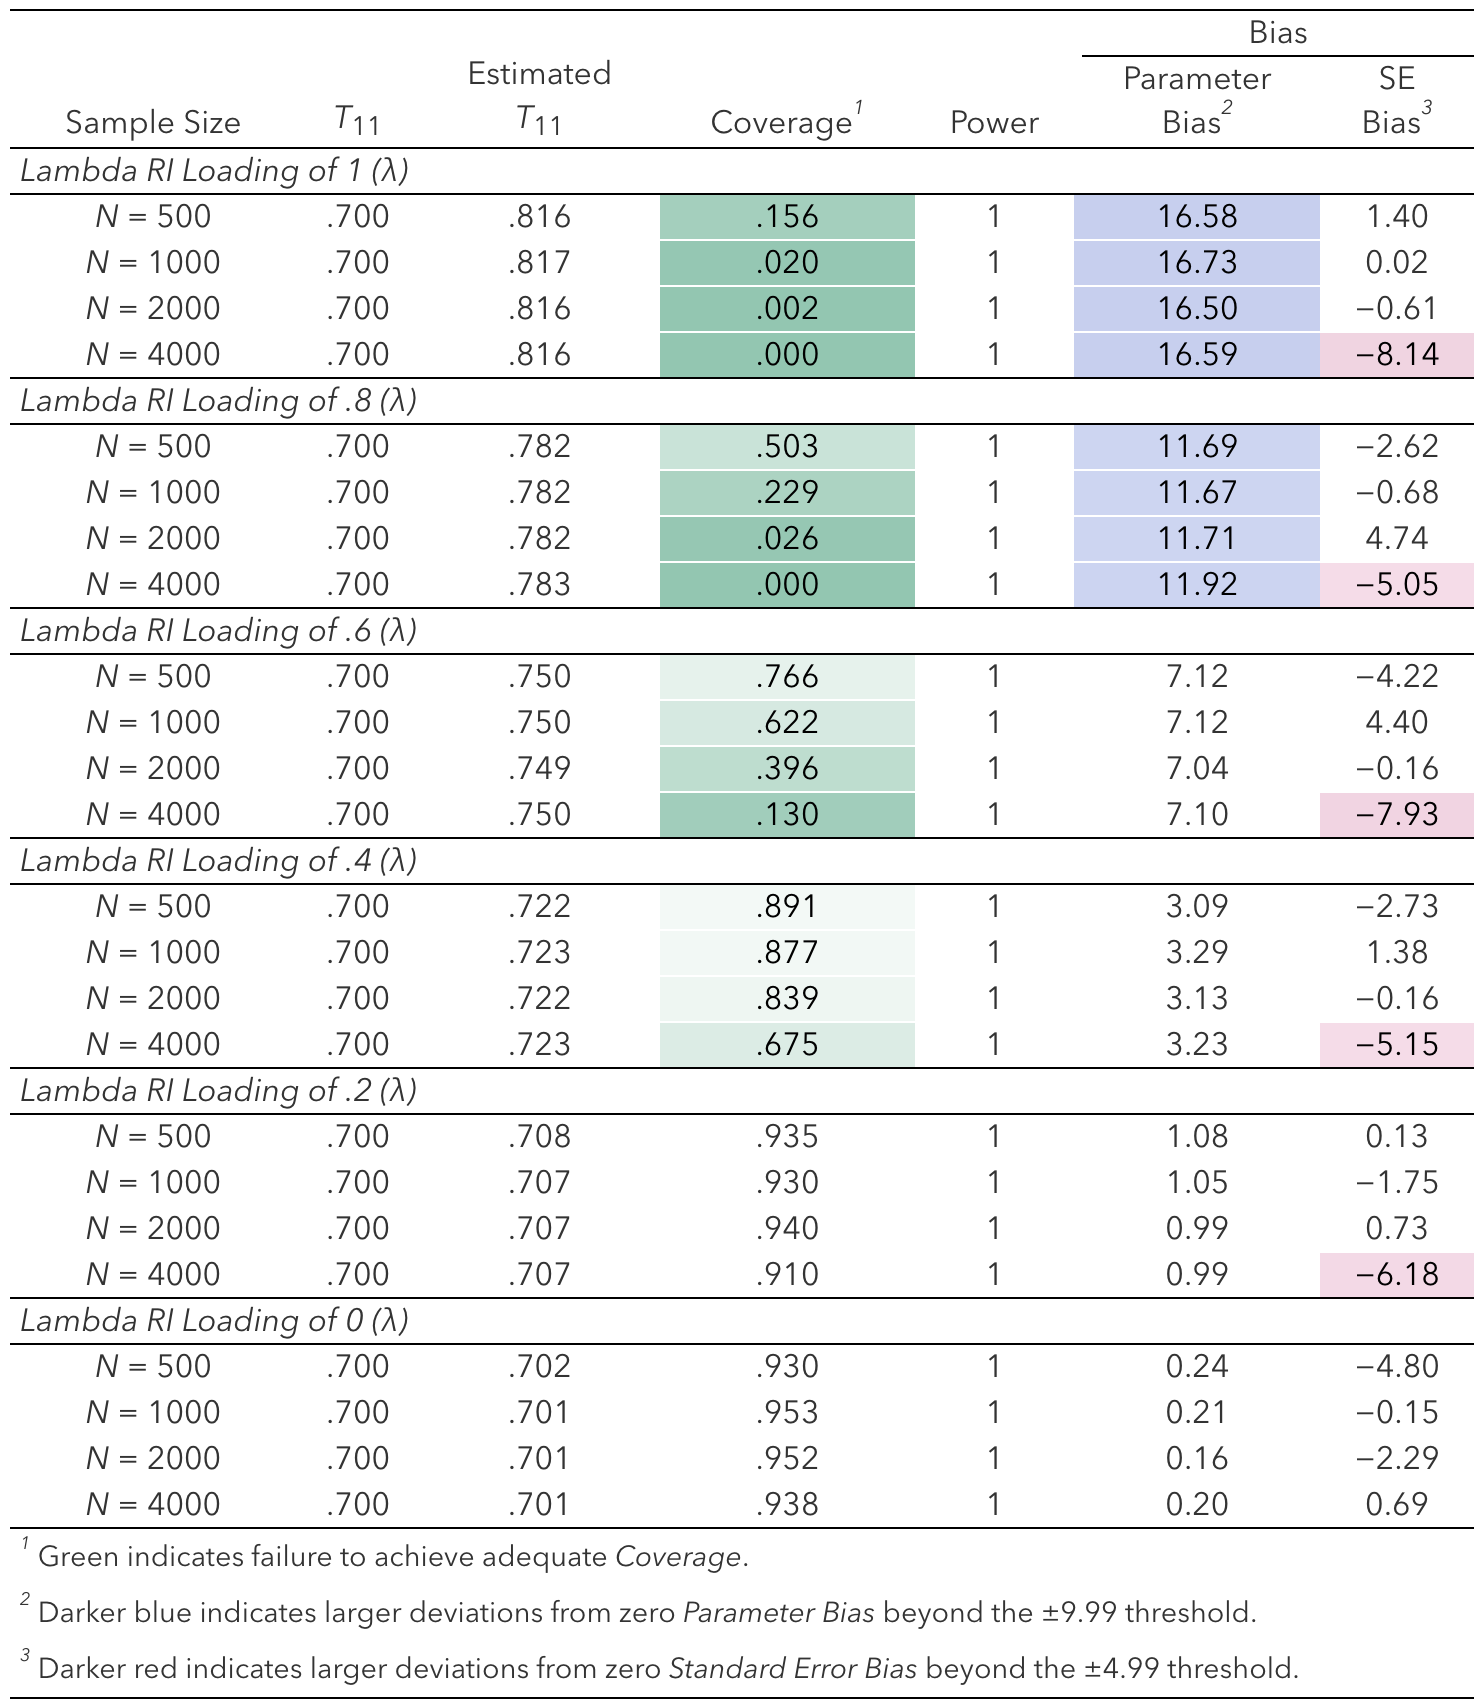 Bias
Estimated Parameter SE
Sample Size T11 T11 Coverage1 Power Bias2 Bias3
Lambda RI Loading of 1 (λ)
N = 500 .700 .816 .156 1 16.58 1.40
N = 1000 .700 .817 .020 1 16.73 0.02
N = 2000 .700 .816 .002 1 16.50 −0.61
N = 4000 .700 .816 .000 1 16.59 −8.14
Lambda RI Loading of .8 (λ)
N = 500 .700 .782 .503 1 11.69 −2.62
N = 1000 .700 .782 .229 1 11.67 −0.68
N = 2000 .700 .782 .026 1 11.71 4.74
N = 4000 .700 .783 .000 1 11.92 −5.05
Lambda RI Loading of .6 (λ)
N = 500 .700 .750 .766 1 7.12 −4.22
N = 1000 .700 .750 .622 1 7.12 4.40
N = 2000 .700 .749 .396 1 7.04 −0.16
N = 4000 .700 .750 .130 1 7.10 −7.93
Lambda RI Loading of .4 (λ)
N = 500 .700 .722 .891 1 3.09 −2.73
N = 1000 .700 .723 .877 1 3.29 1.38
N = 2000 .700 .722 .839 1 3.13 −0.16
N = 4000 .700 .723 .675 1 3.23 −5.15
Lambda RI Loading of .2 (λ)
N = 500 .700 .708 .935 1 1.08 0.13
N = 1000 .700 .707 .930 1 1.05 −1.75
N = 2000 .700 .707 .940 1 0.99 0.73
N = 4000 .700 .707 .910 1 0.99 −6.18
Lambda RI Loading of 0 (λ)
N = 500 .700 .702 .930 1 0.24 −4.80
N = 1000 .700 .701 .953 1 0.21 −0.15
N = 2000 .700 .701 .952 1 0.16 −2.29
N = 4000 .700 .701 .938 1 0.20 0.69
1 Green indicates failure to achieve adequate Coverage.
2 Darker blue indicates larger deviations from zero Parameter Bias beyond the ±9.99 threshold.
3 Darker red indicates larger deviations from zero Standard Error Bias beyond the ±4.99 threshold.